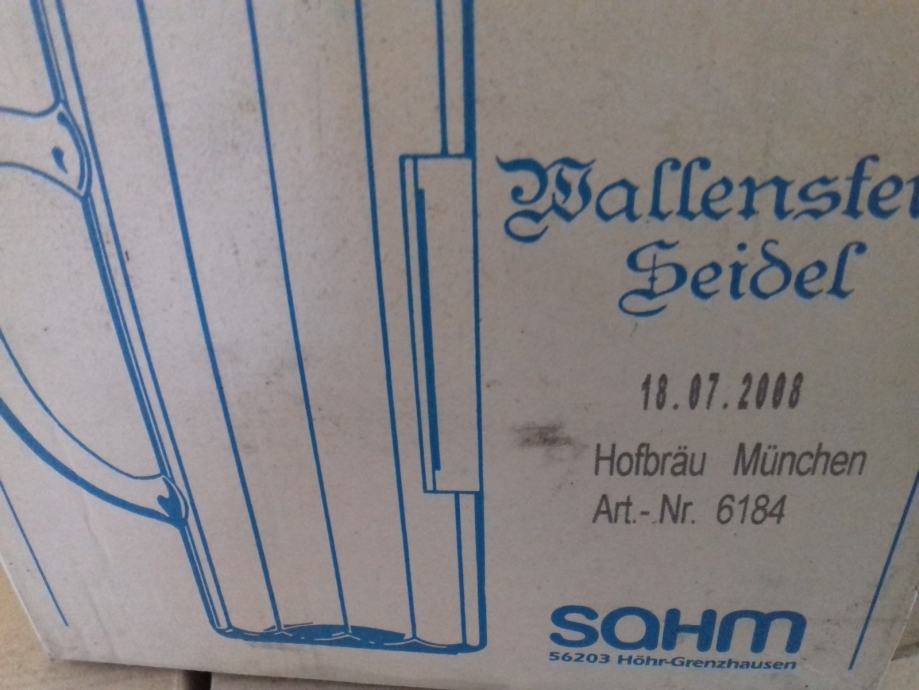 Wallenstei
Seidel
18.07.2008
Hofbräu München
Art.- Nr. 6184
SAHM
56203 Höhr-Grenzhausen